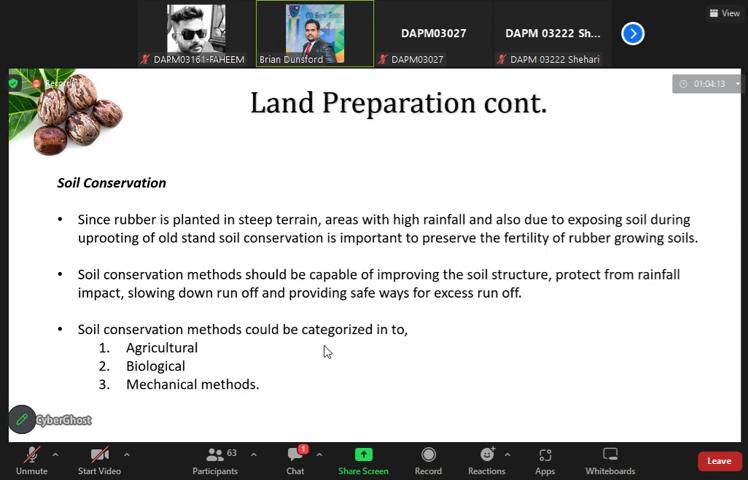 View
DARM03161-FAHEEM
Brian Dunsford
DAPM03027
DAPM03027
DAPM 03222 Sh...
DAPM 03222 Shehari
Recording
01:04:13
Land Preparation cont.
Soil Conservation
• Since rubber is planted in steep terrain, areas with high rainfall and also due to exposing soil during
uprooting of old stand soil conservation is important to preserve the fertility of rubber growing soils.
• Soil conservation methods should be capable of improving the soil structure, protect from rainfall
impact, slowing down run off and providing safe ways for excess run off.
• Soil conservation methods could be categorized in to,
1. Agricultural
2. Biological
3. Mechanical methods.
CyberGhost
Unmute
Start Video
63
Participants
1
Chat
Share Screen
Record
Reactions
Apps
Whiteboards
Leave